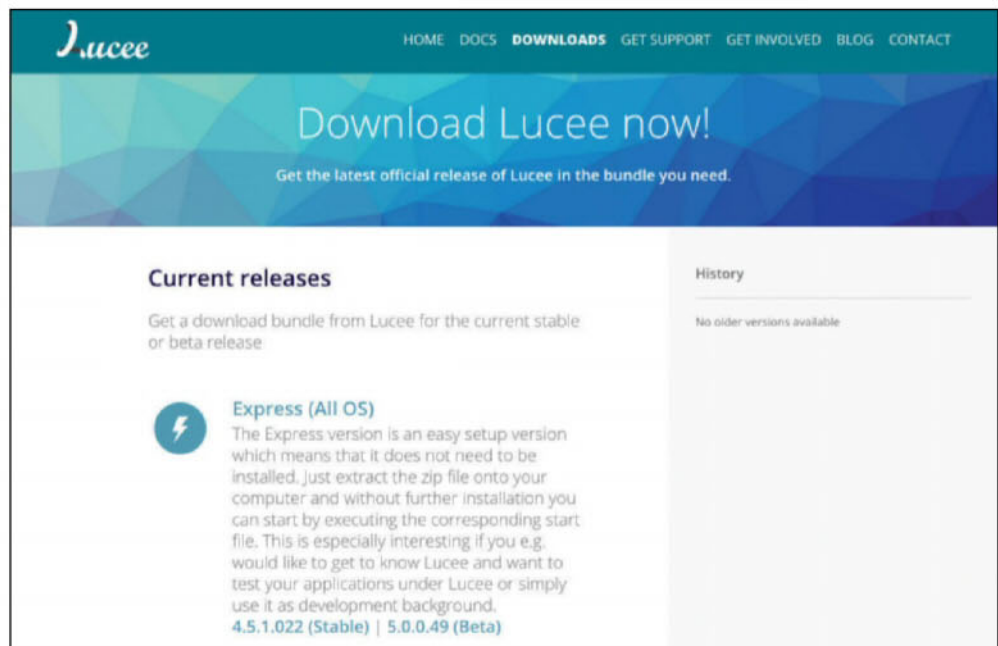 Lucee
HOME DOCS DOWNLOADS GET SUPPORT GET INVOLVED BLOG CONTACT
Download Lucee now!
Get the latest official release of Lucee in the bundle you need.
Current releases
Get a download bundle from Lucee for the current stable
or beta release
Express (All OS)
The Express version is an easy setup version
which means that it does not need to be
installed. Just extract the zip file onto your
computer and without further installation you
can start by executing the corresponding start
file. This is especially interesting if you e.g.
would like to get to know Lucee and want to
test your applications under Lucee or simply
use it as development background.
4.5.1.022 (Stable) | 5.0.0.49 (Beta)
History
No older versions available